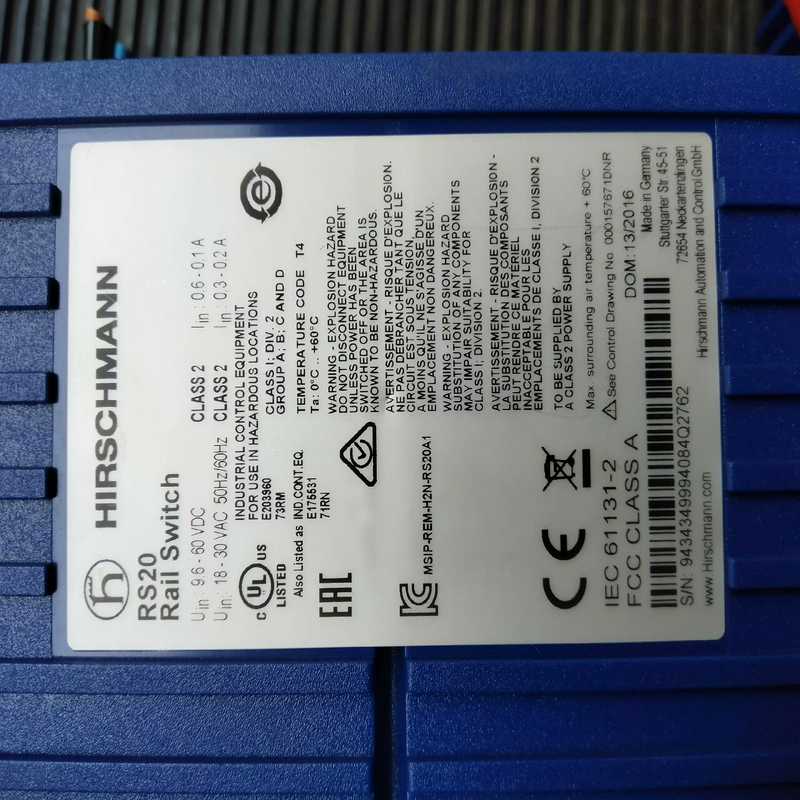 HIRSCHMANN
RS20
Rail Switch
Uin: 9.6 - 60 VDC CLASS 2 Iin: 0.6 - 0.1 A
Uin: 18 - 30 VAC 50Hz/60Hz CLASS 2 Iin: 0.3 - 0.2 A
C UL US
LISTED
INDUSTRIAL CONTROL EQUIPMENT
FOR USE IN HAZARDOUS LOCATIONS
E203960 CLASS I; DIV. 2
73RM GROUP A; B; C AND D
Also Listed as IND.CONT.EQ. TEMPERATURE CODE T4
E175531 Ta: 0°C .. +60°C
71RN
EAC
MSIP-REM-H2N-RS20A1
WARNING - EXPLOSION HAZARD
DO NOT DISCONNECT EQUIPMENT
UNLESS POWER HAS BEEN
SWITCHED OFF OR THE AREA IS
KNOWN TO BE NON-HAZARDOUS.
AVERTISSEMENT - RISQUE D'EXPLOSION.
NE PAS DÉBRANCHER TANT QUE LE
CIRCUIT EST SOUS TENSION,
À MOINS QU'IL NE S'AGISSE D'UN
EMPLACEMENT NON DANGEREUX.
WARNING - EXPLOSION HAZARD
SUBSTITUTION OF ANY COMPONENTS
MAY IMPAIR SUITABILITY FOR
CLASS I, DIVISION 2.
AVERTISSEMENT - RISQUE D'EXPLOSION -
LA SUBSTITUTION DES COMPOSANTS
PEUT RENDRE CE MATERIEL
INACCEPTABLE POUR LES
EMPLACEMENTS DE CLASSE I, DIVISION 2
TO BE SUPPLIED BY
A CLASS 2 POWER SUPPLY
Max. surrounding air temperature + 60°C
See Control Drawing No. 000157671DNR
CE
IEC 61131-2
FCC CLASS A
DOM: 13/2016
Made in Germany
Stuttgarter Str 45-51
72654 Neckartenzlingen
Hirschmann Automation and Control GmbH
S/N: 9434349994084Q2762
www.Hirschmann.com